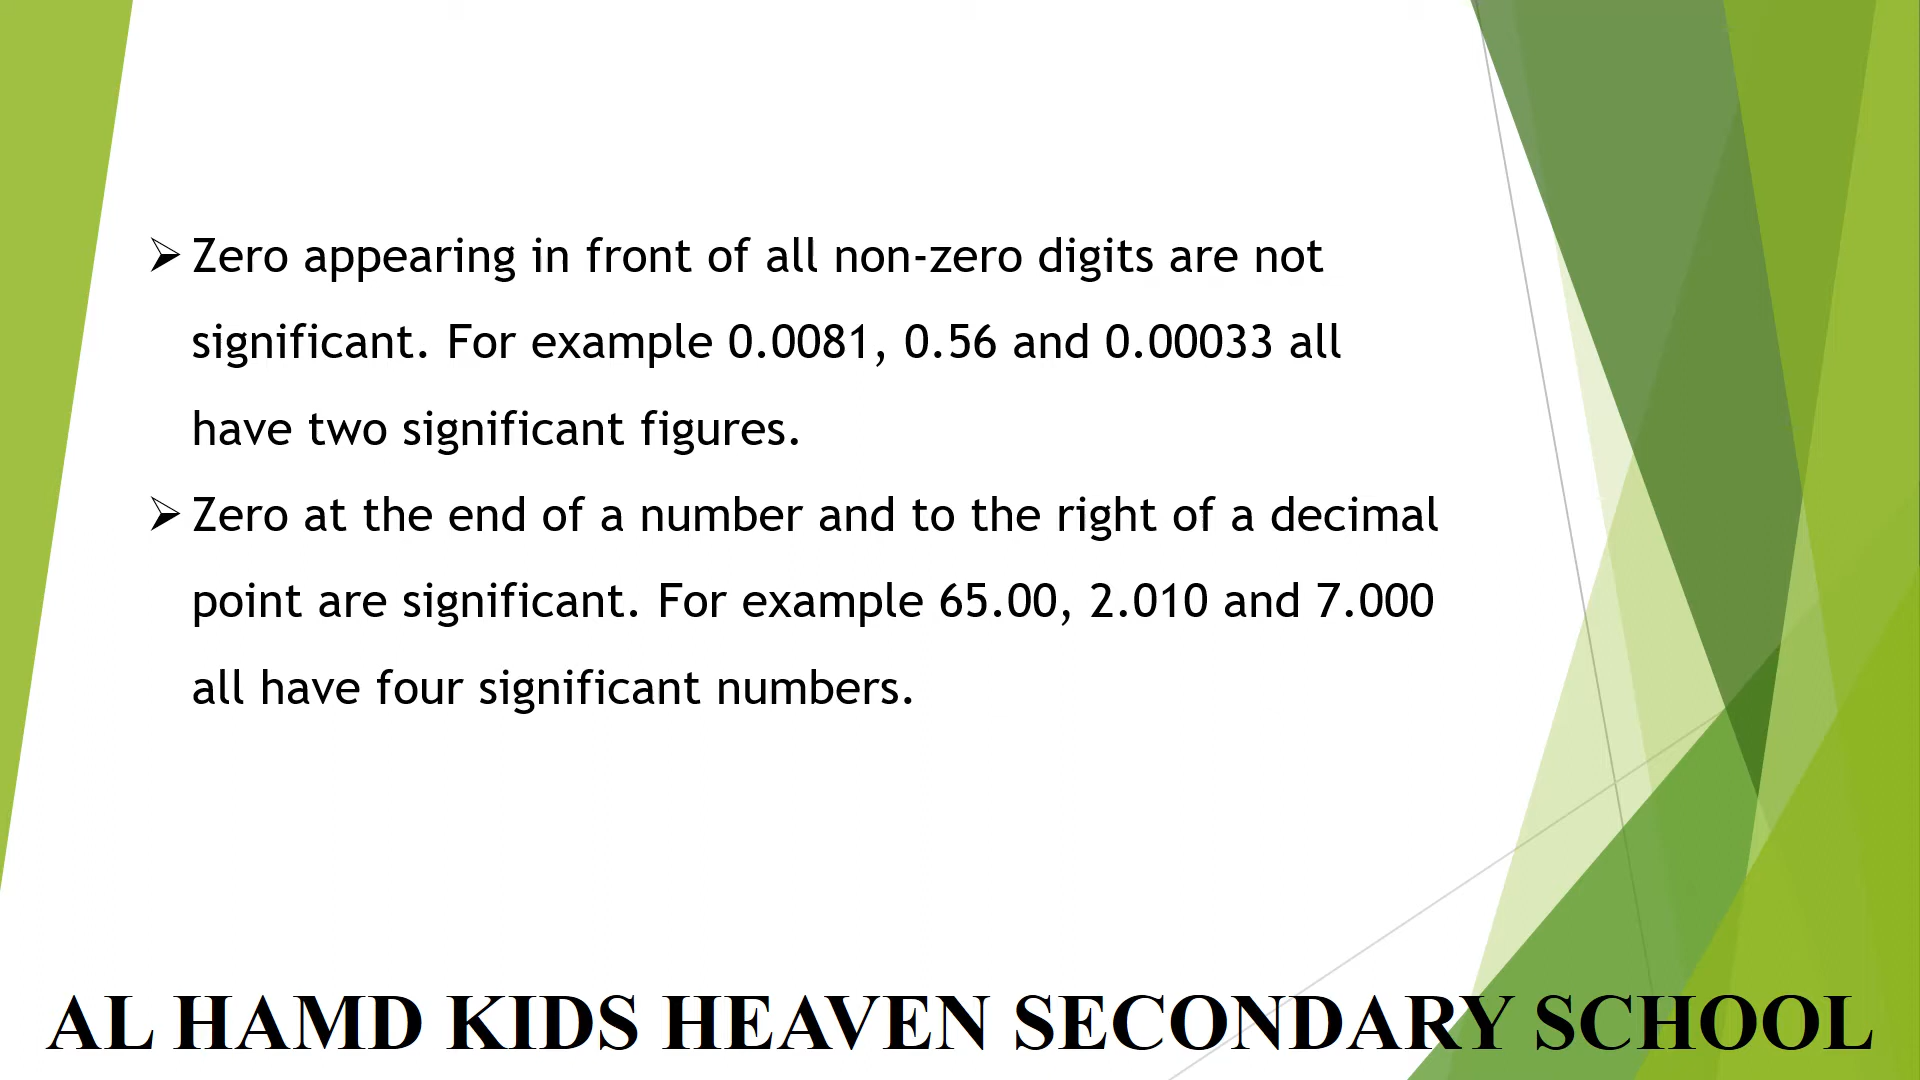 ➢ Zero appearing in front of all non-zero digits are not
significant. For example 0.0081, 0.56 and 0.00033 all
have two significant figures.
➢ Zero at the end of a number and to the right of a decimal
point are significant. For example 65.00, 2.010 and 7.000
all have four significant numbers.
AL HAMD KIDS HEAVEN SECONDARY SCHOOL